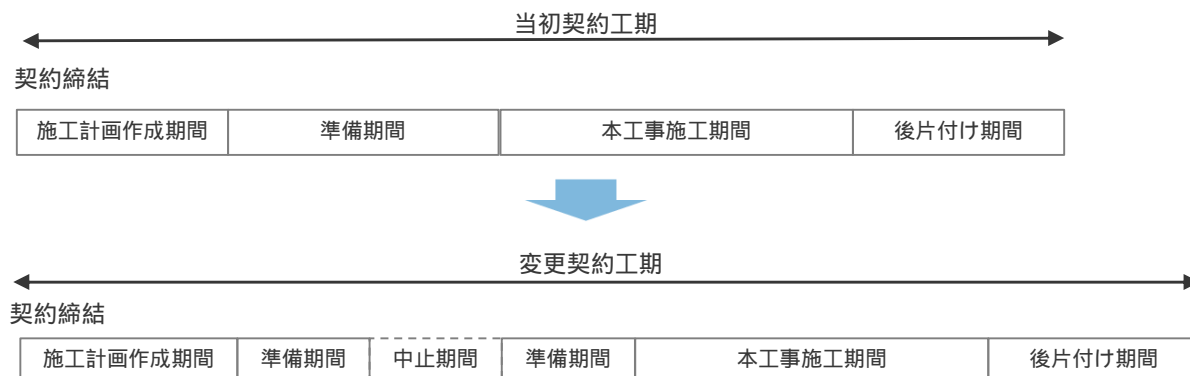 当初契約工期
契約締結
施工計画作成期間 準備期間 本工事施工期間 後片付け期間
変更契約工期
契約締結
施工計画作成期間 準備期間 中止期間 準備期間 本工事施工期間 後片付け期間